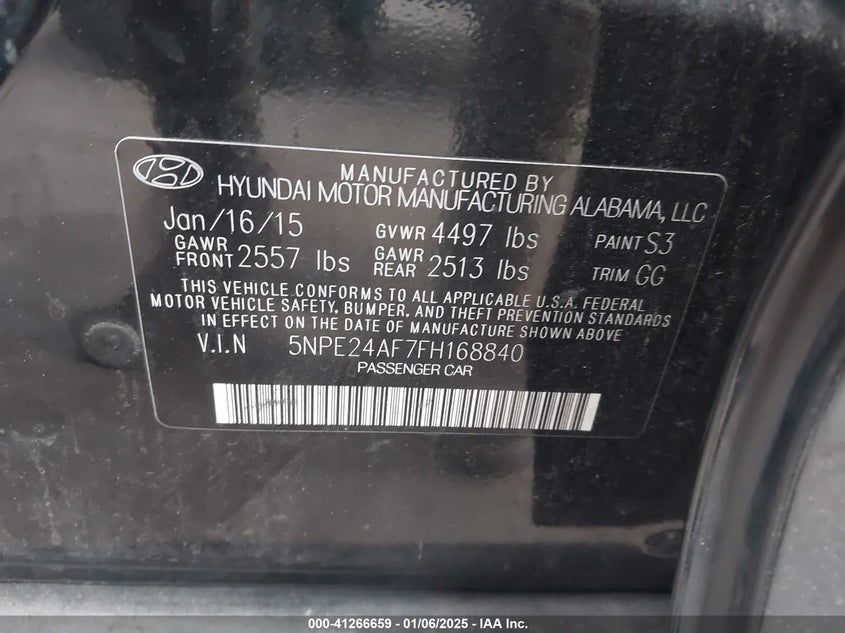 MANUFACTURED BY
HYUNDAI MOTOR MANUFACTURING ALABAMA, LLC
Jan/16/15 GVWR 4497 lbs PAINT S3
GAWR FRONT 2557 lbs GAWR REAR 2513 lbs TRIM GG
THIS VEHICLE CONFORMS TO ALL APPLICABLE U.S.A. FEDERAL
MOTOR VEHICLE SAFETY, BUMPER, AND THEFT PREVENTION STANDARDS
IN EFFECT ON THE DATE OF MANUFACTURE SHOWN ABOVE
V.I.N 5NPE24AF7FH168840
PASSENGER CAR
000-41266659 - 01/06/2025 - IAA Inc.